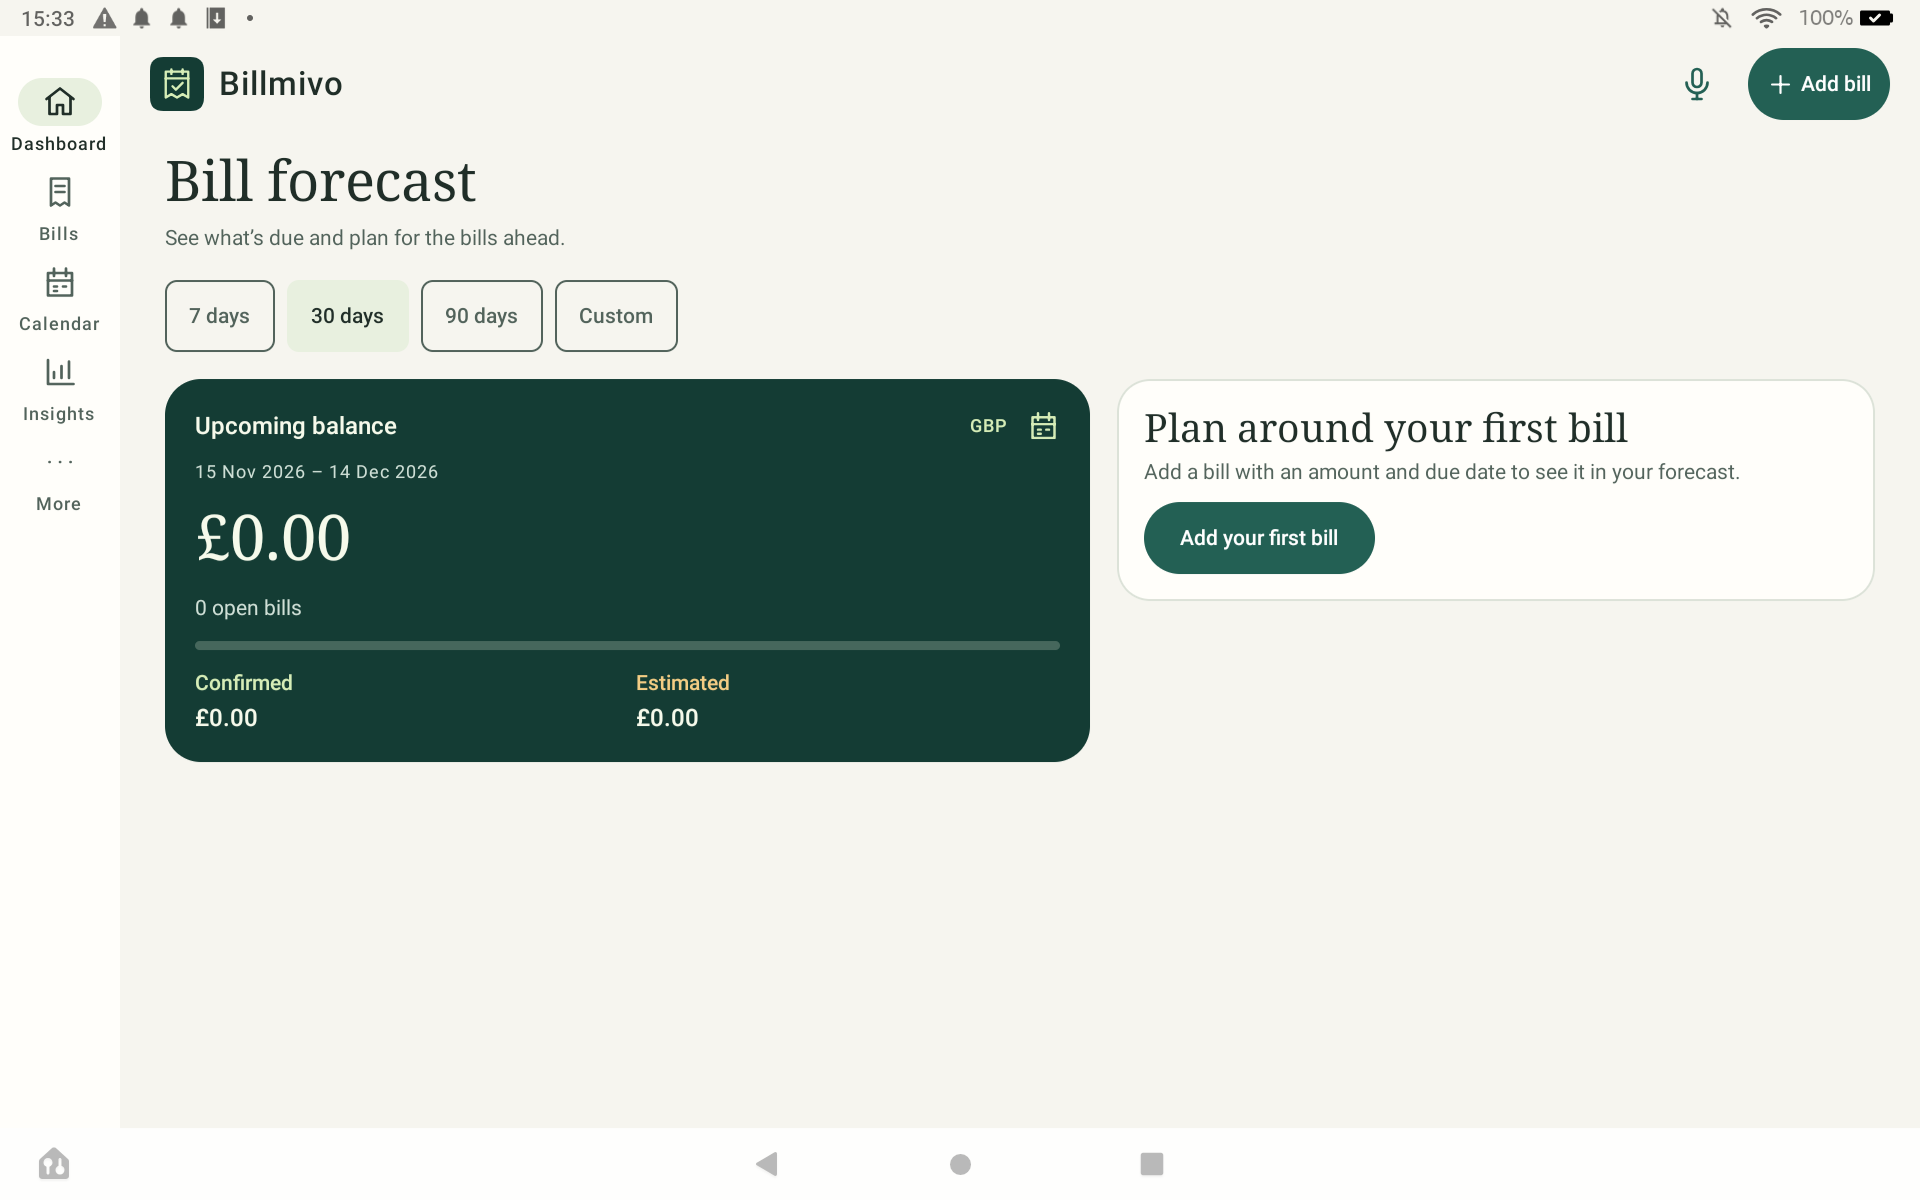 15:33
100%
Billmivo
Add bill
Dashboard
Bills
Calendar
Insights
More
Bill forecast
See what’s due and plan for the bills ahead.
7 days
30 days
90 days
Custom
Upcoming balance
GBP
15 Nov 2026 – 14 Dec 2026
£0.00
0 open bills
Confirmed
Estimated
£0.00
£0.00
Plan around your first bill
Add a bill with an amount and due date to see it in your forecast.
Add your first bill